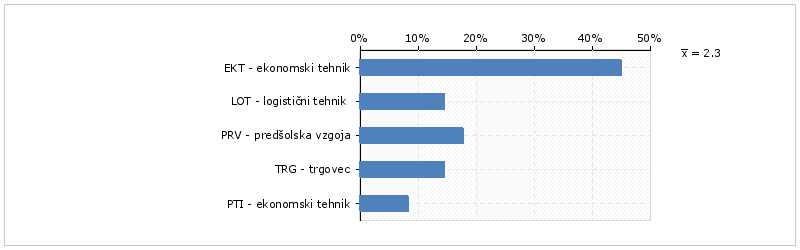 0% 10% 20% 30% 40% 50%
x̅ = 2.3
EKT - ekonomski tehnik
LOT - logistični tehnik
PRV - predšolska vzgoja
TRG - trgovec
PTI - ekonomski tehnik